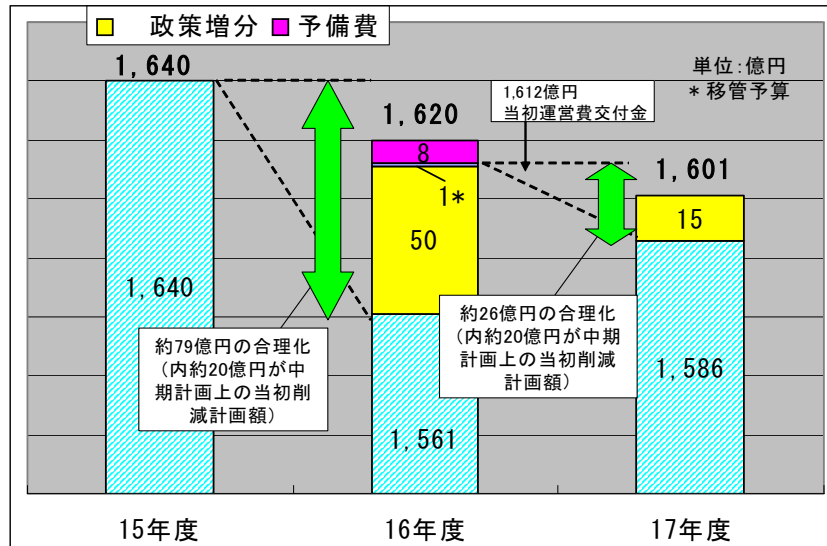 政策増分 予備費
単位：億円
＊移管予算
1,640
1,620
1,601
1,612億円
当初運営費交付金
8
1*
50
15
1,640
1,561
1,586
約79億円の合理化
（内約20億円が中
期計画上の当初削
減計画額）
約26億円の合理化
（内約20億円が中期
計画上の当初削減
計画額）
15年度
16年度
17年度